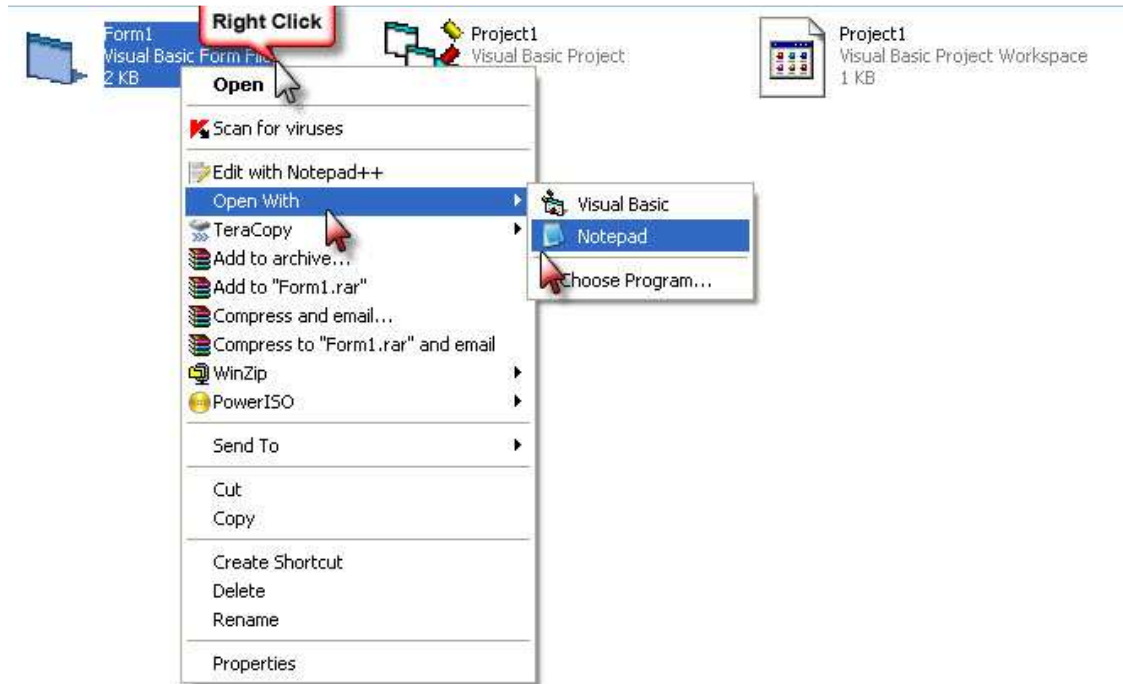 Form1
Visual Basic Form File
2 KB
Right Click
Project1
Visual Basic Project
Project1
Visual Basic Project Workspace
1 KB
Open
Scan for viruses
Edit with Notepad++
Open With
TeraCopy
Add to archive...
Add to "Form1.rar"
Compress and email...
Compress to "Form1.rar" and email
WinZip
PowerISO
Send To
Cut
Copy
Create Shortcut
Delete
Rename
Properties
Visual Basic
Notepad
Choose Program...